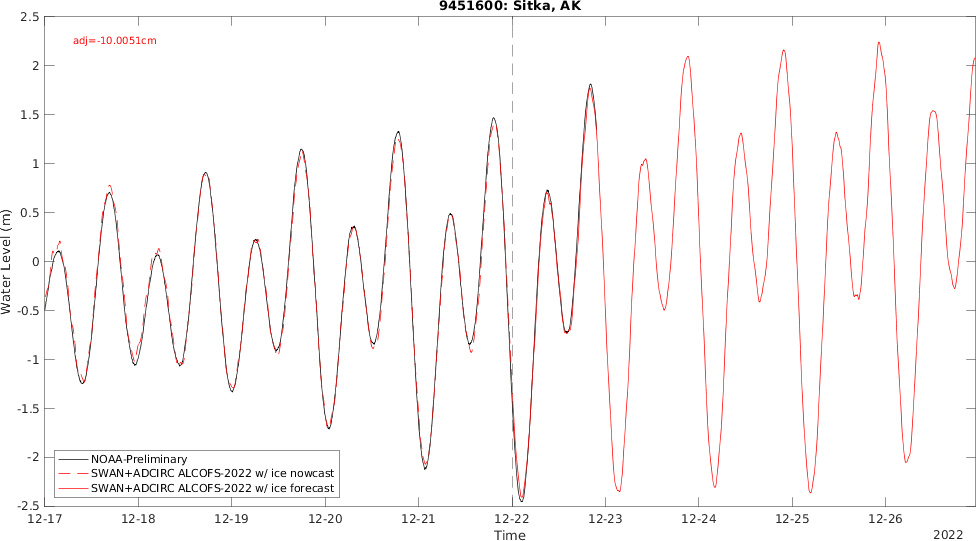 9451600: Sitka, AK
adj=-10.0051cm
2.5
2
1.5
1
0.5
0
-0.5
-1
-1.5
-2
-2.5
Water Level (m)
NOAA-Preliminary
SWAN+ADCIRC ALCOFS-2022 w/ ice nowcast
SWAN+ADCIRC ALCOFS-2022 w/ ice forecast
12-17 12-18 12-19 12-20 12-21 12-22 12-23 12-24 12-25 12-26
Time
2022